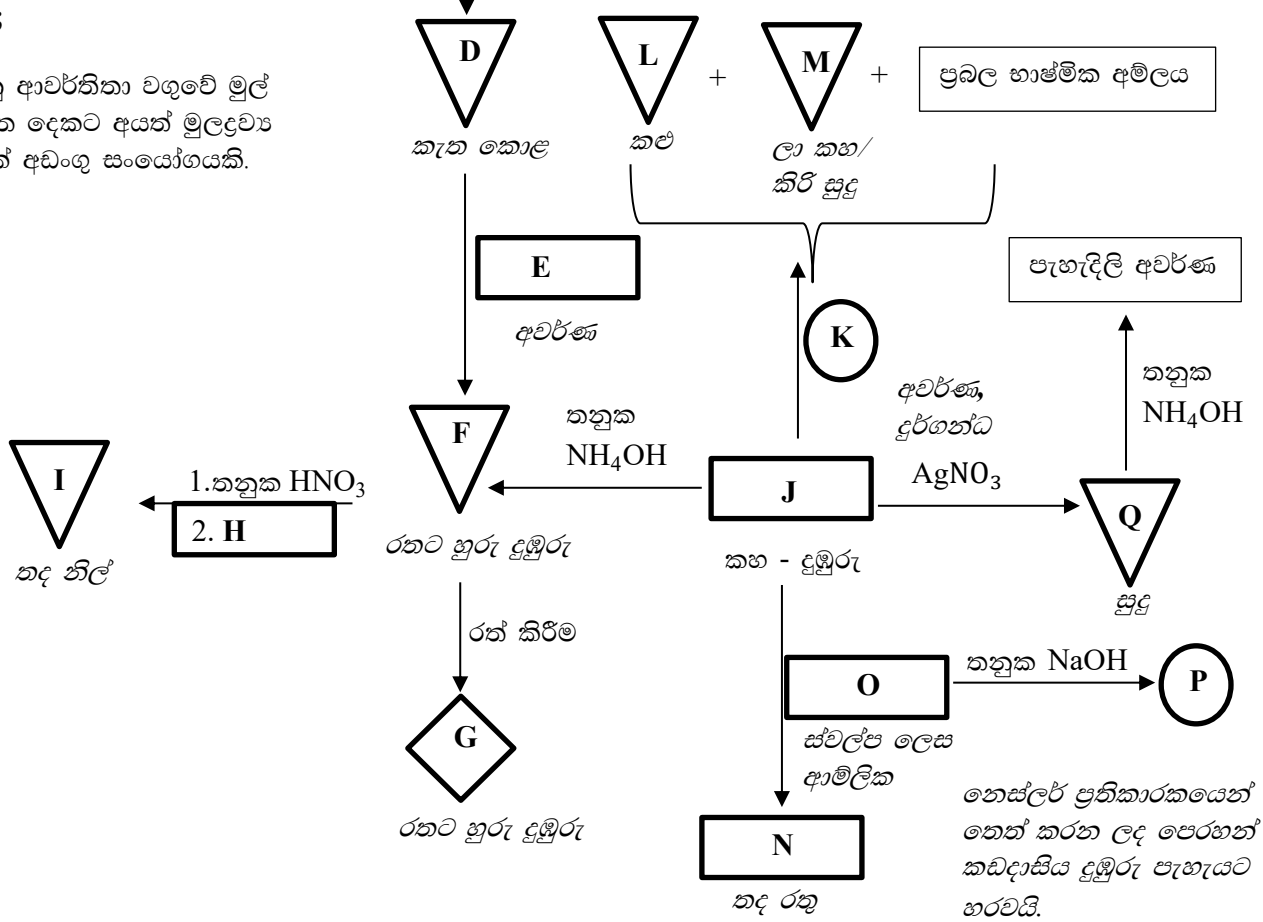 ආවර්තිතා වගුවේ මුල්
දෙකට අයත් මූලද්‍රව්‍ය
අඩංගු සංයෝගයකි.
D
කැත කොළ
L
කළු
+
M
ලා කහ/
කිරි සුදු
+
ප්‍රබල භාෂ්මික අම්ලය
E
අවර්ණ
K
අවර්ණ,
දුර්ගන්ධ
පැහැදිලි අවර්ණ
තනුක
NH4OH
I
තද නිල්
1.තනුක HNO3
2. H
F
රතට හුරු දුඹුරු
තනුක
NH4OH
J
කහ - දුඹුරු
AgNO3
Q
සුදු
රත් කිරීම
G
රතට හුරු දුඹුරු
O
ස්වල්ප ලෙස
ආම්ලික
තනුක NaOH
P
නෙස්ලර් ප්‍රතිකාරකයෙන්
තෙත් කරන ලද පෙරහන්
කඩදාසිය දුඹුරු පැහැයට
හරවයි.
N
තද රතු